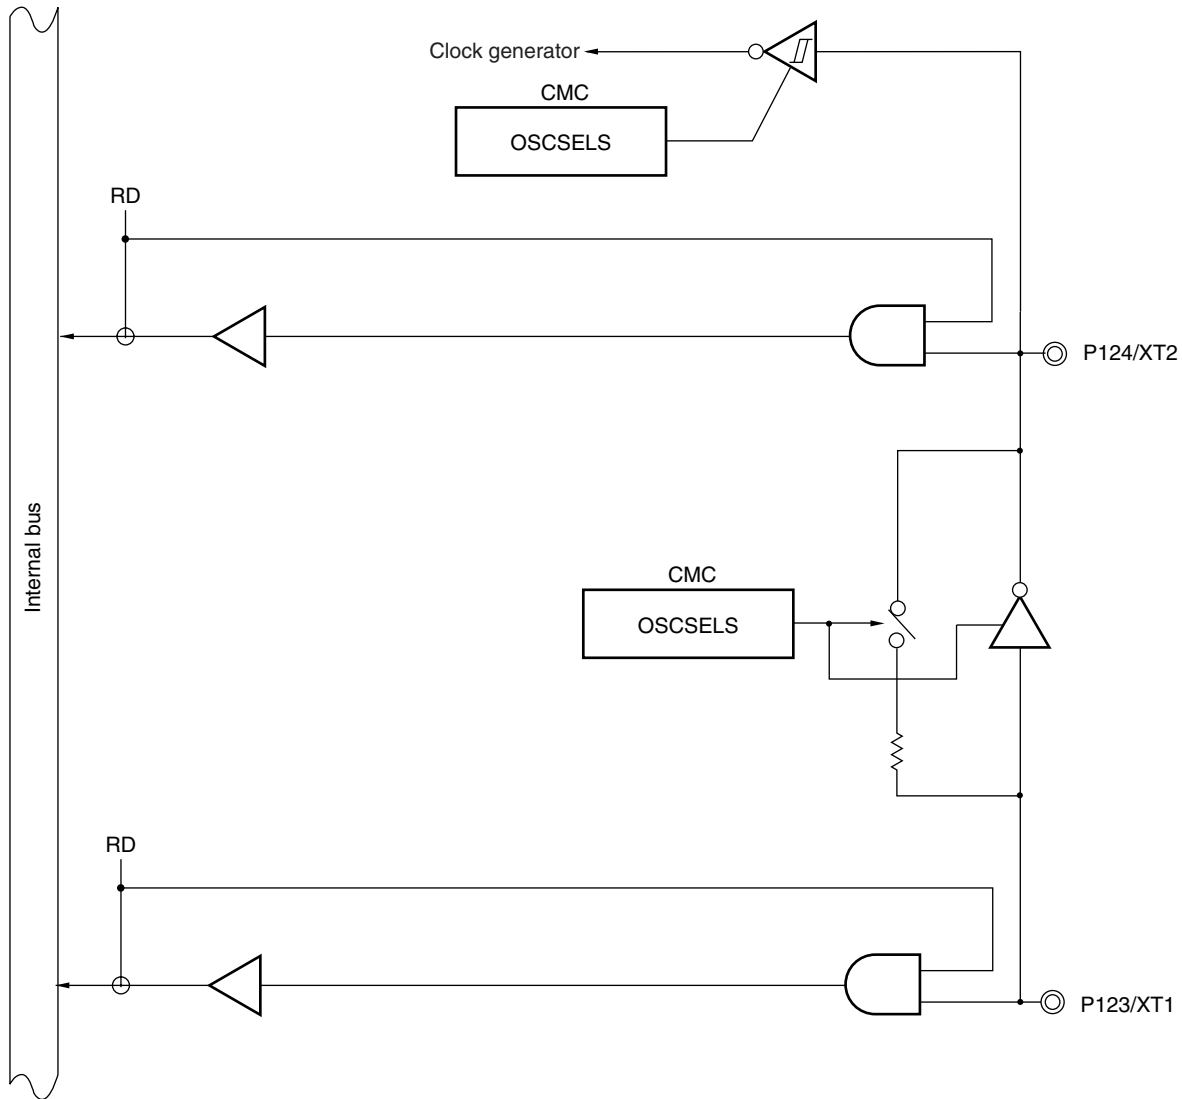 Clock generator
CMC
OSCSELS
RD
P124/XT2
Internal bus
CMC
OSCSELS
RD
P123/XT1